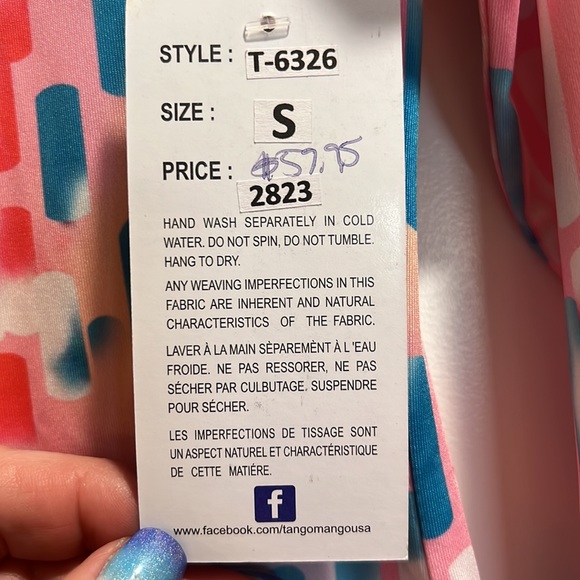 STYLE : T-6326
SIZE : S
PRICE : $57.95
2823
HAND WASH SEPARATELY IN COLD
WATER. DO NOT SPIN, DO NOT TUMBLE.
HANG TO DRY.
ANY WEAVING IMPERFECTIONS IN THIS
FABRIC ARE INHERENT AND NATURAL
CHARACTERISTICS OF THE FABRIC.
LAVER À LA MAIN SÈPARÈMENT À L 'EAU
FROIDE. NE PAS RESSORER, NE PAS
SÉCHER PAR CULBUTAGE. SUSPENDRE
POUR SÉCHER.
LES IMPERFECTIONS DE TISSAGE SONT
UN ASPECT NATUREL ET CHARACTÉRISTIQUE
DE CETTE MATIÉRE.
f
www.facebook.com/tangomangousa